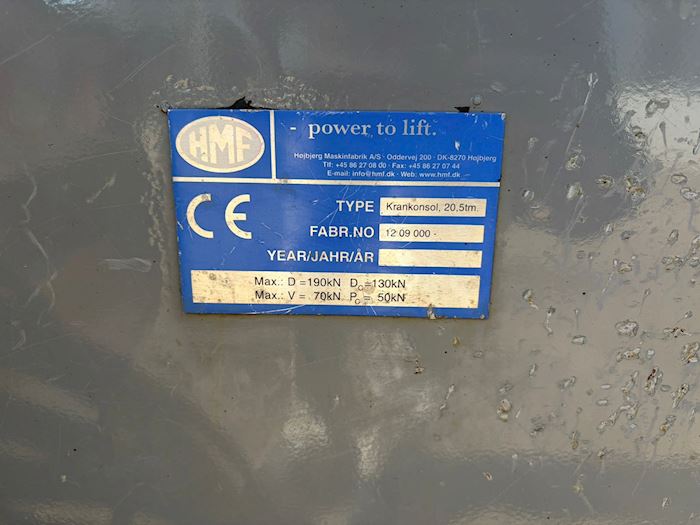 HMF
- power to lift.
Højbjerg Maskinfabrik A/S · Oddervej 200 · DK-8270 Højbjerg
Tlf: +45 86 27 08 00 · Fax: +45 86 27 07 44
E-mail: info@hmf.dk · Web: www.hmf.dk
CE
TYPE Krankonsol, 20.5tm.
FABR.NO 12 09 000 -
YEAR/JAHR/ÅR
Max.: D =190kN D_C=130kN
Max.: V = 70kN P_C= 50kN